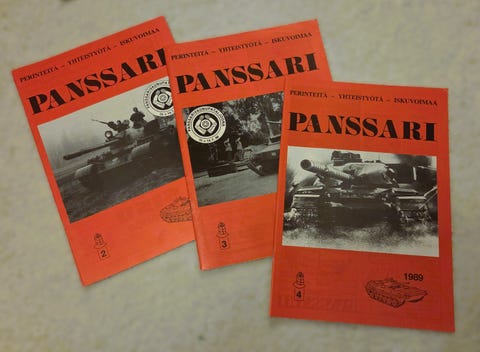 PERINTEITÄ – YHTEISTYÖTÄ – ISKUVOIMAA
PANSSARI
2
PERINTEITÄ – YHTEISTYÖTÄ – ISKUVOIMAA
PANSSARI
3
PERINTEITÄ – YHTEISTYÖTÄ – ISKUVOIMAA
PANSSARI
4
1989